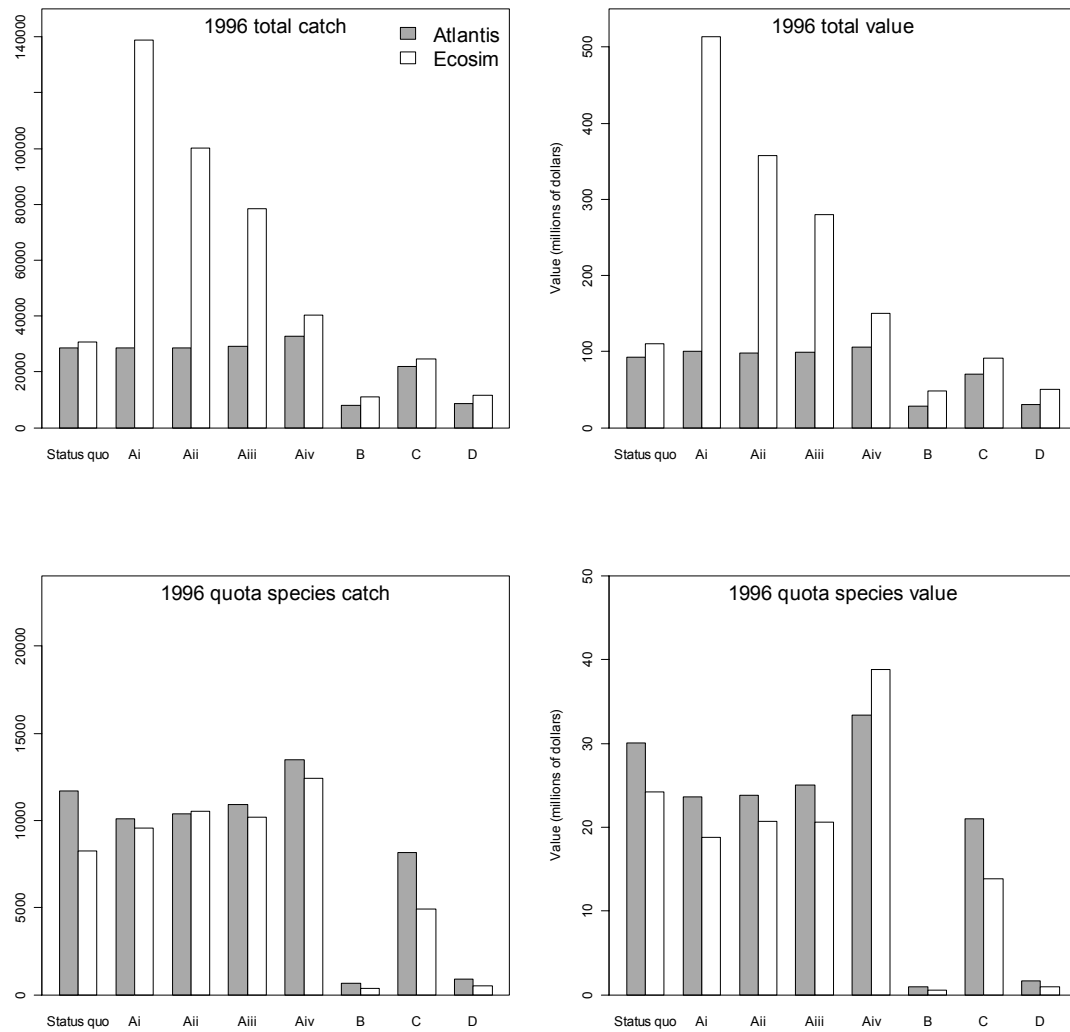 1996 total catch
Atlantis
Ecosim
140000
100000
80000
60000
40000
20000
0
Status quo Ai Aii Aiii Aiv B C D
1996 total value
Value (millions of dollars)
500
400
300
200
100
0
Status quo Ai Aii Aiii Aiv B C D
1996 quota species catch
20000
15000
10000
5000
0
Status quo Ai Aii Aiii Aiv B C D
1996 quota species value
Value (millions of dollars)
50
40
30
20
10
0
Status quo Ai Aii Aiii Aiv B C D